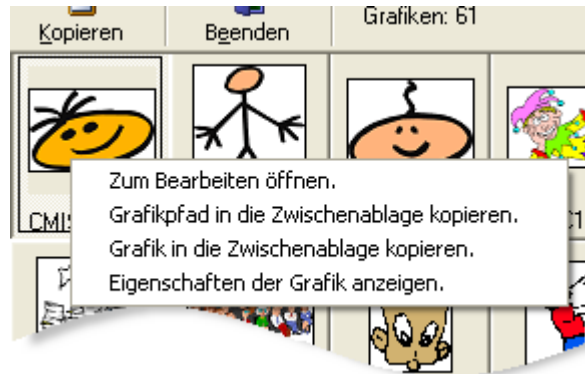 Kopieren
Beenden
Grafiken: 61
Zum Bearbeiten öffnen.
Grafikpfad in die Zwischenablage kopieren.
Grafik in die Zwischenablage kopieren.
Eigenschaften der Grafik anzeigen.